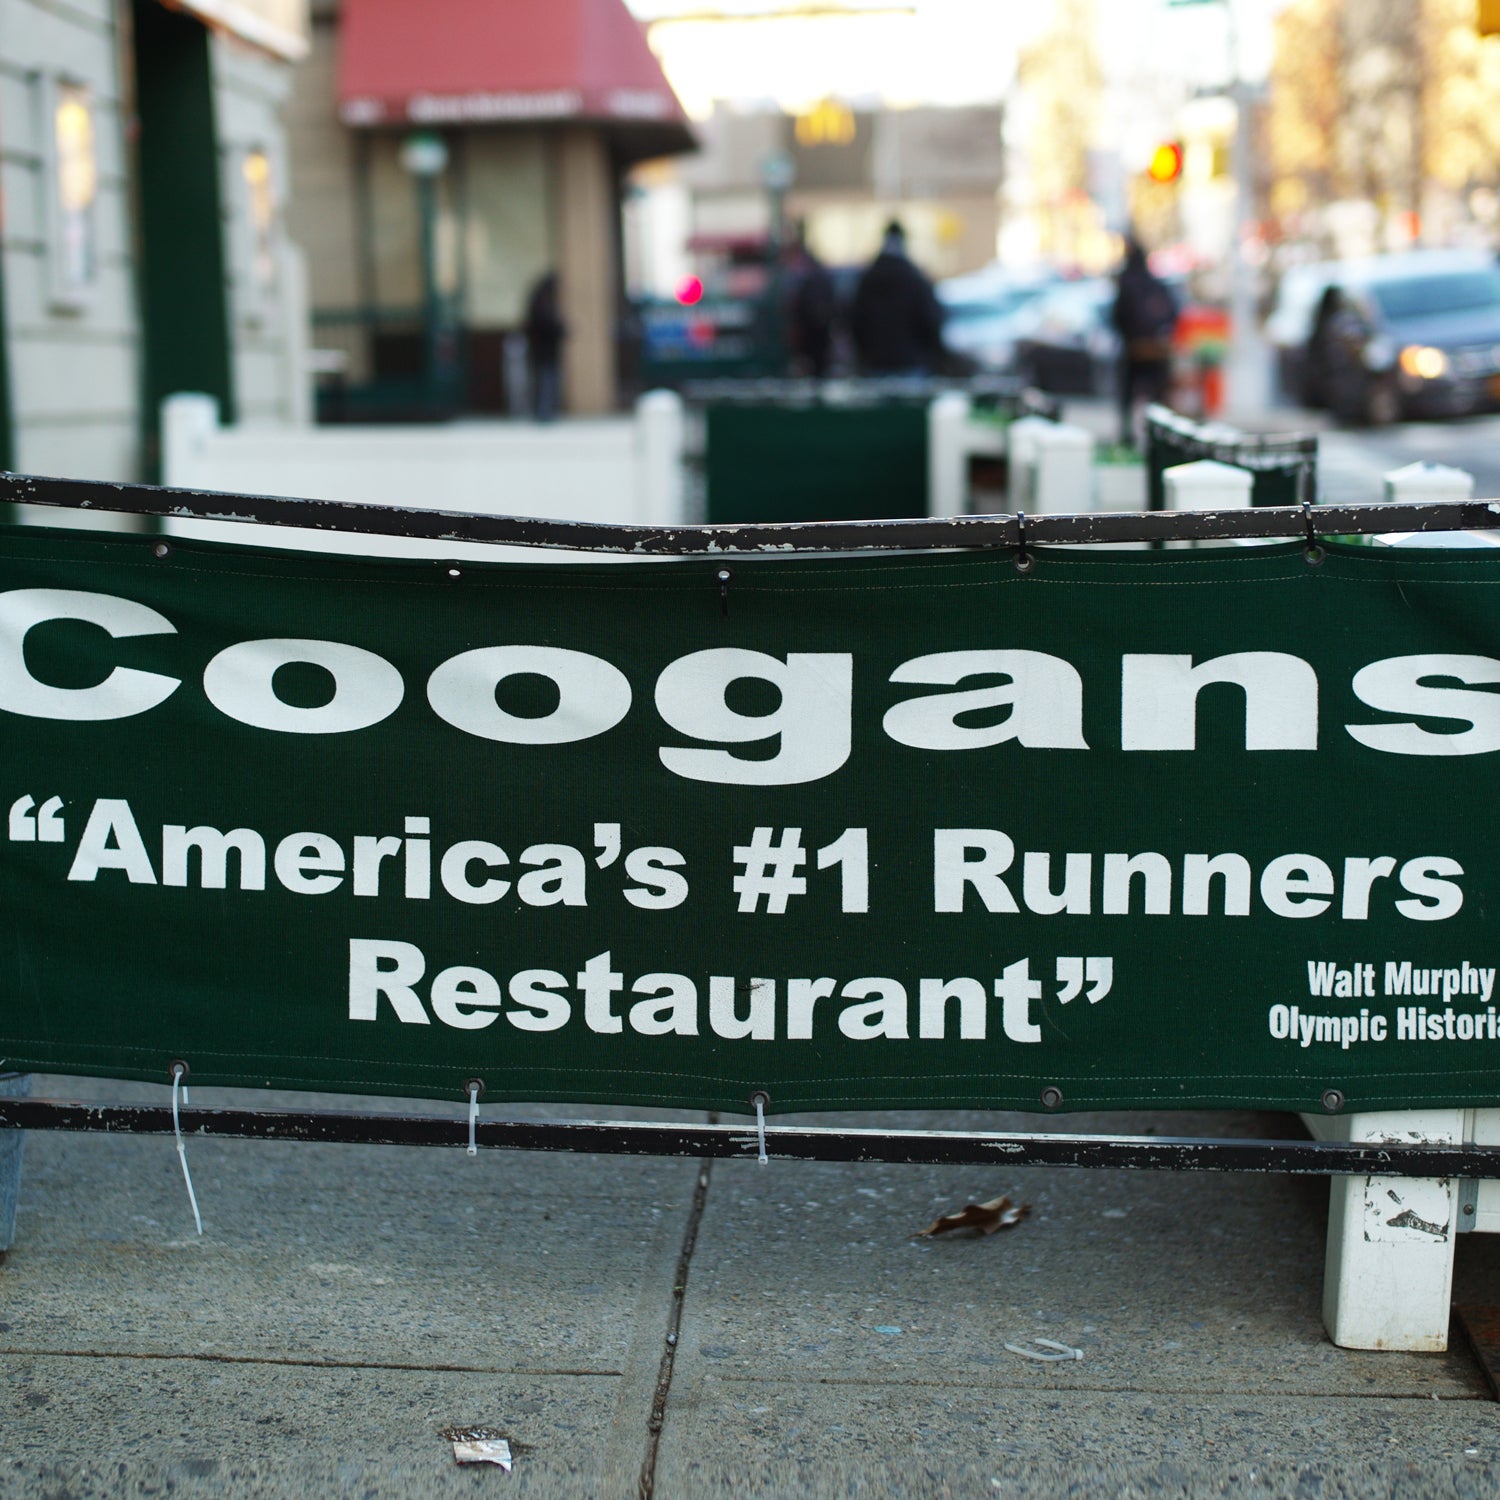 Coogans
“America’s #1 Runners
Restaurant”
Walt Murphy
Olympic Historia